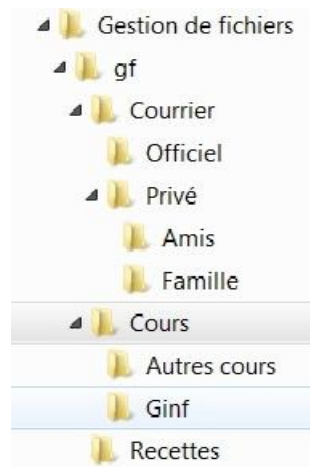 Gestion de fichiers
gf
Courrier
Officiel
Privé
Amis
Famille
Cours
Autres cours
Ginf
Recettes